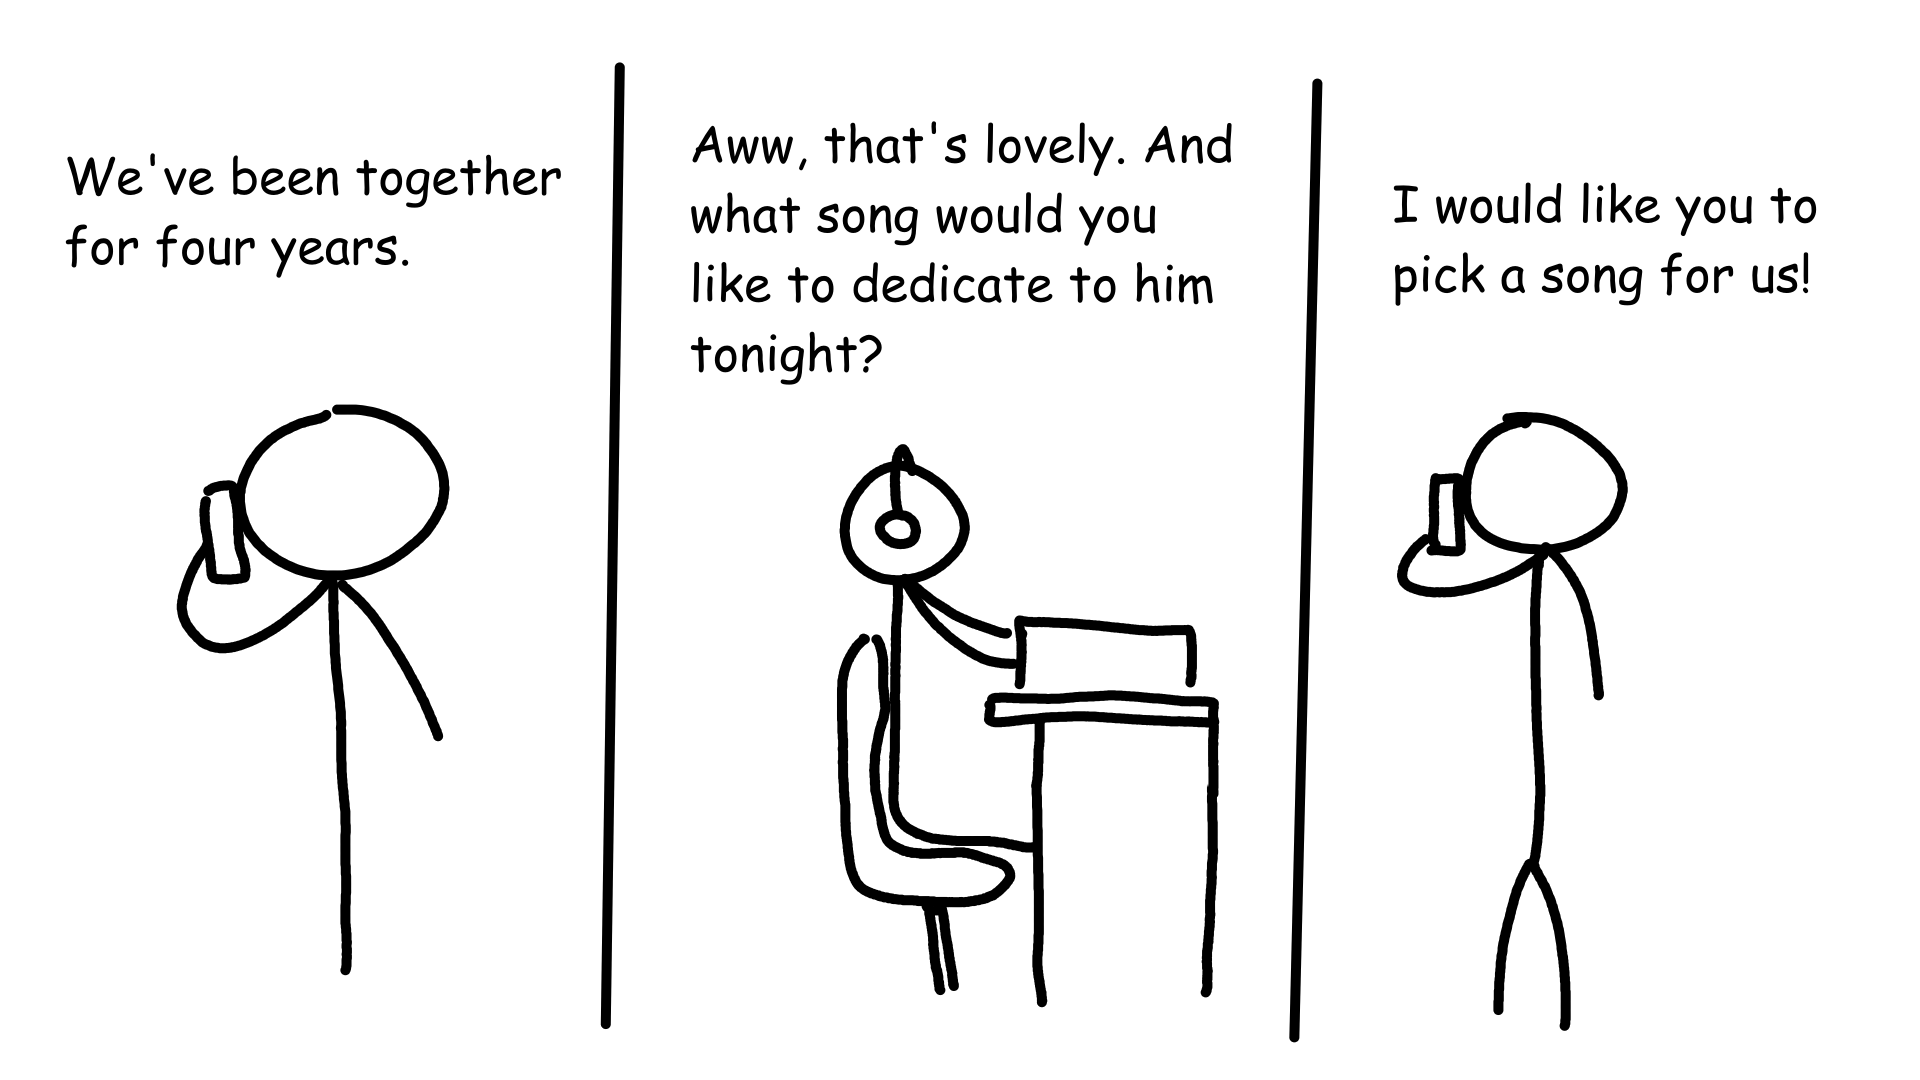 We've been together
for four years.
Aww, that's lovely. And
what song would you
like to dedicate to him
tonight?
I would like you to
pick a song for us!